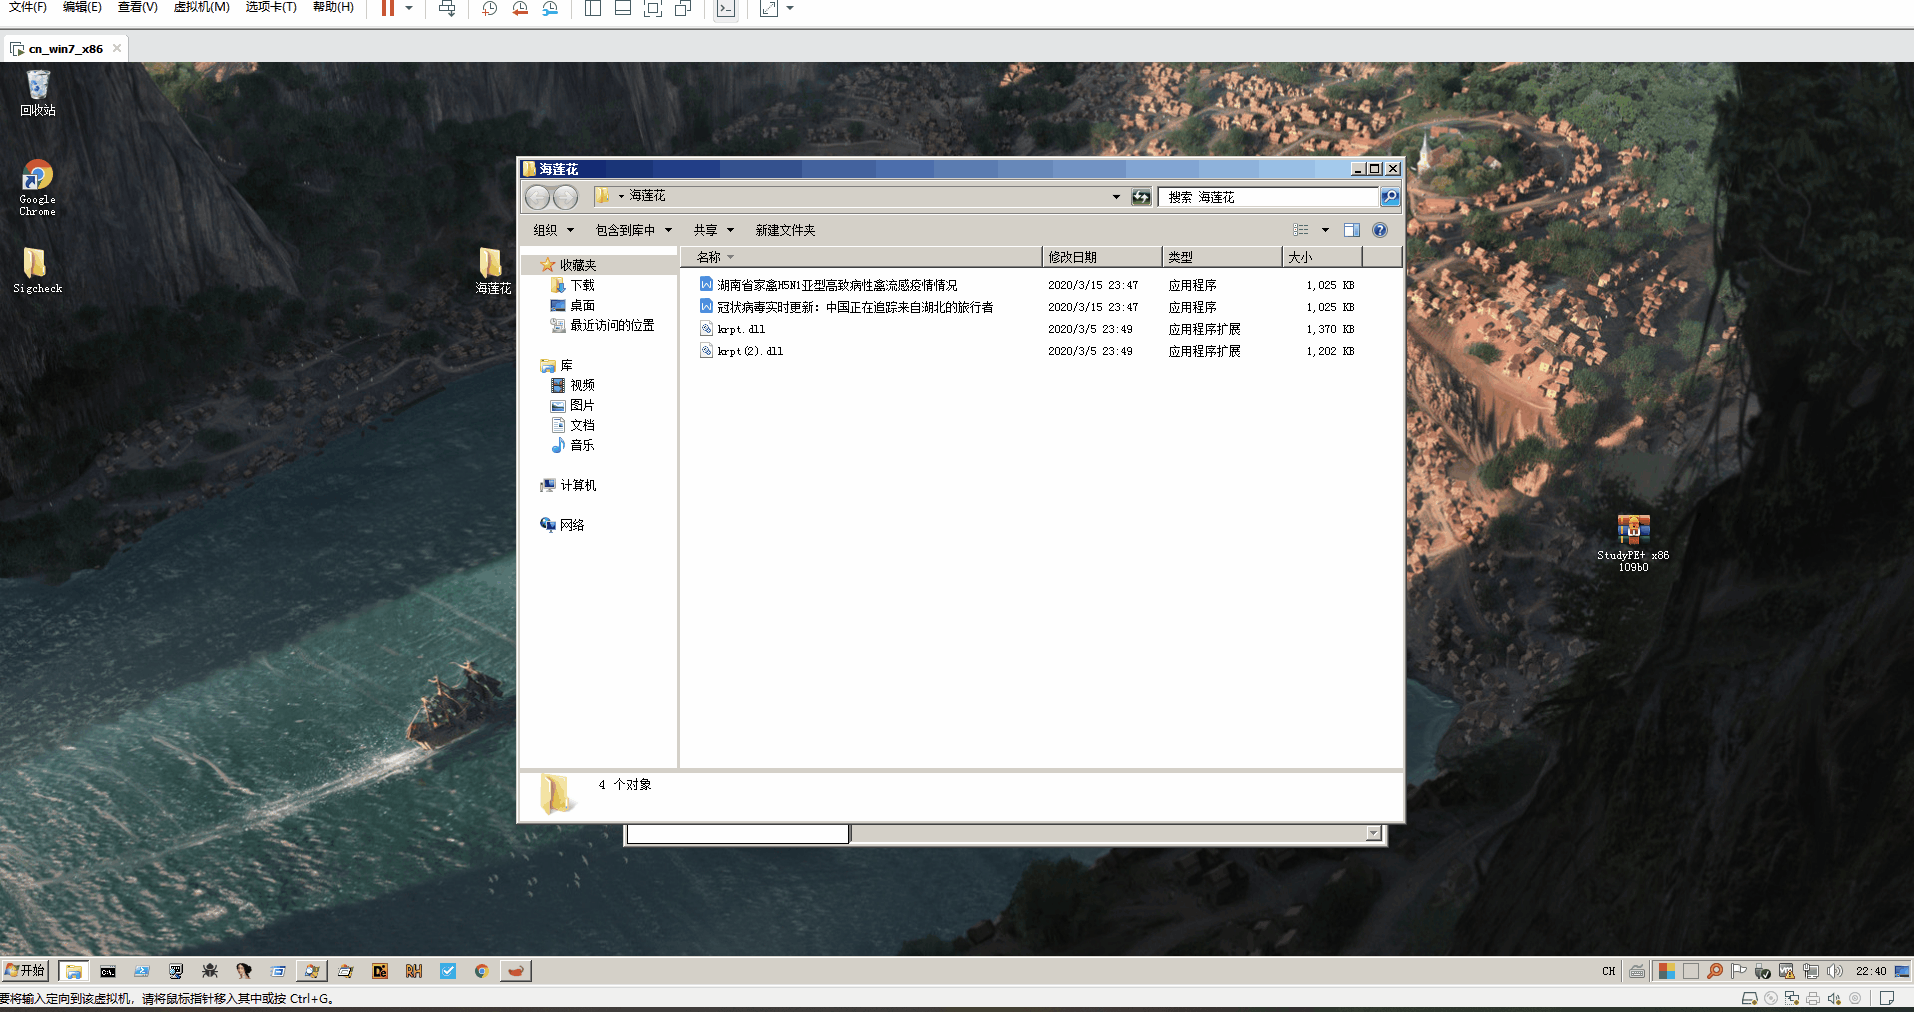 文件(F) 编辑(E) 查看(V) 虚拟机(M) 选项卡(T) 帮助(H)
cn_win7_x86
回收站
Google Chrome
Sigcheck
海莲花
海莲花
海莲花
搜索 海莲花
组织 包含到库中 共享 新建文件夹
名称 修改日期 类型 大小
收藏夹
下载
桌面
最近访问的位置
库
视频
图片
文档
音乐
计算机
网络
湖南省家禽H5N1亚型高致病性禽流感疫情情况 2020/3/15 23:47 应用程序 1,025 KB
冠状病毒实时更新：中国正在追踪来自湖北的旅行者 2020/3/15 23:47 应用程序 1,025 KB
krpt.dll 2020/3/5 23:49 应用程序扩展 1,370 KB
krpt(2).dll 2020/3/5 23:49 应用程序扩展 1,202 KB
4 个对象
StudyPE+ x86
109b0
开始
CH
22:40
要将输入定向到该虚拟机，请将鼠标指针移入其中或按 Ctrl+G。